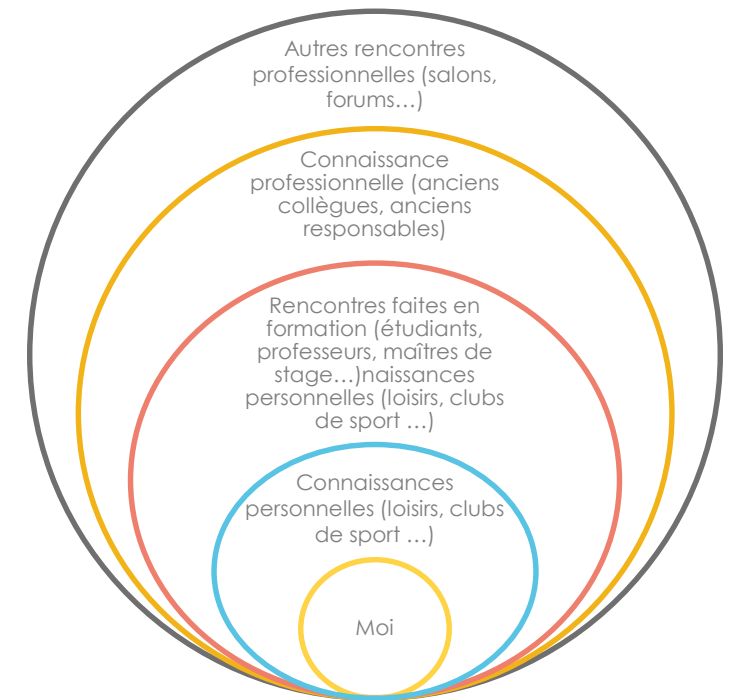 Autres rencontres
professionnelles (salons,
forums…)
Connaissance
professionnelle (anciens
collègues, anciens
responsables)
Rencontres faites en
formation (étudiants,
professeurs, maîtres de
stage…)naissances
personnelles (loisirs, clubs
de sport …)
Connaissances
personnelles (loisirs, clubs
de sport …)
Moi